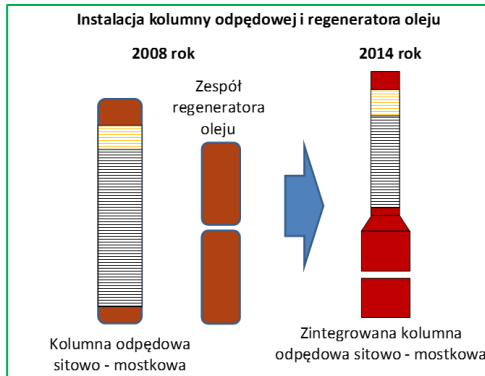 Instalacja kolumny odpędowej i regeneratora oleju
2008 rok
2014 rok
Zespół
regeneratora
oleju
Kolumna odpędowa
sitowo - mostkowa
Zintegrowana kolumna
odpędowa sitowo - mostkowa